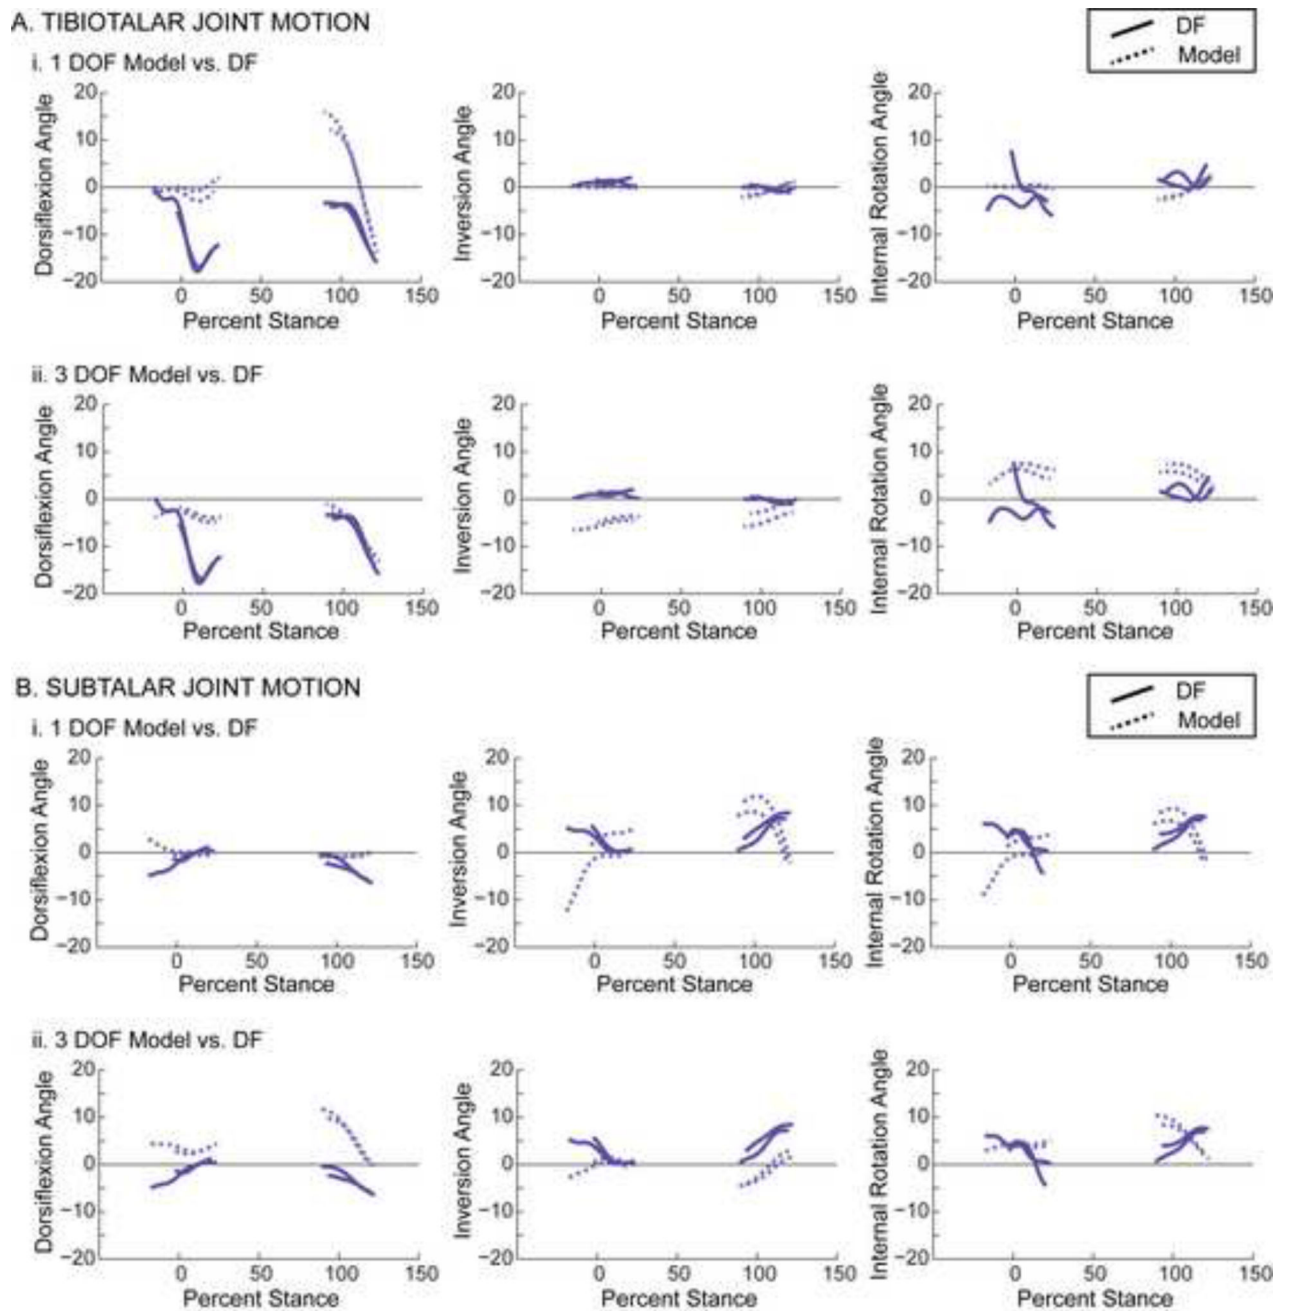 A. TIBIOTALAR JOINT MOTION
DF
Model
i. 1 DOF Model vs. DF
Dorsiflexion Angle
20
10
0
−10
−20
0 50 100 150
Percent Stance
Inversion Angle
20
10
0
−10
−20
0 50 100 150
Percent Stance
Internal Rotation Angle
20
10
0
−10
−20
0 50 100 150
Percent Stance
ii. 3 DOF Model vs. DF
Dorsiflexion Angle
20
10
0
−10
−20
0 50 100 150
Percent Stance
Inversion Angle
20
10
0
−10
−20
0 50 100 150
Percent Stance
Internal Rotation Angle
20
10
0
−10
−20
0 50 100 150
Percent Stance
B. SUBTALAR JOINT MOTION
DF
Model
i. 1 DOF Model vs. DF
Dorsiflexion Angle
20
10
0
−10
−20
0 50 100 150
Percent Stance
Inversion Angle
20
10
0
−10
−20
0 50 100 150
Percent Stance
Internal Rotation Angle
20
10
0
−10
−20
0 50 100 150
Percent Stance
ii. 3 DOF Model vs. DF
Dorsiflexion Angle
20
10
0
−10
−20
0 50 100 150
Percent Stance
Inversion Angle
20
10
0
−10
−20
0 50 100 150
Percent Stance
Internal Rotation Angle
20
10
0
−10
−20
0 50 100 150
Percent Stance